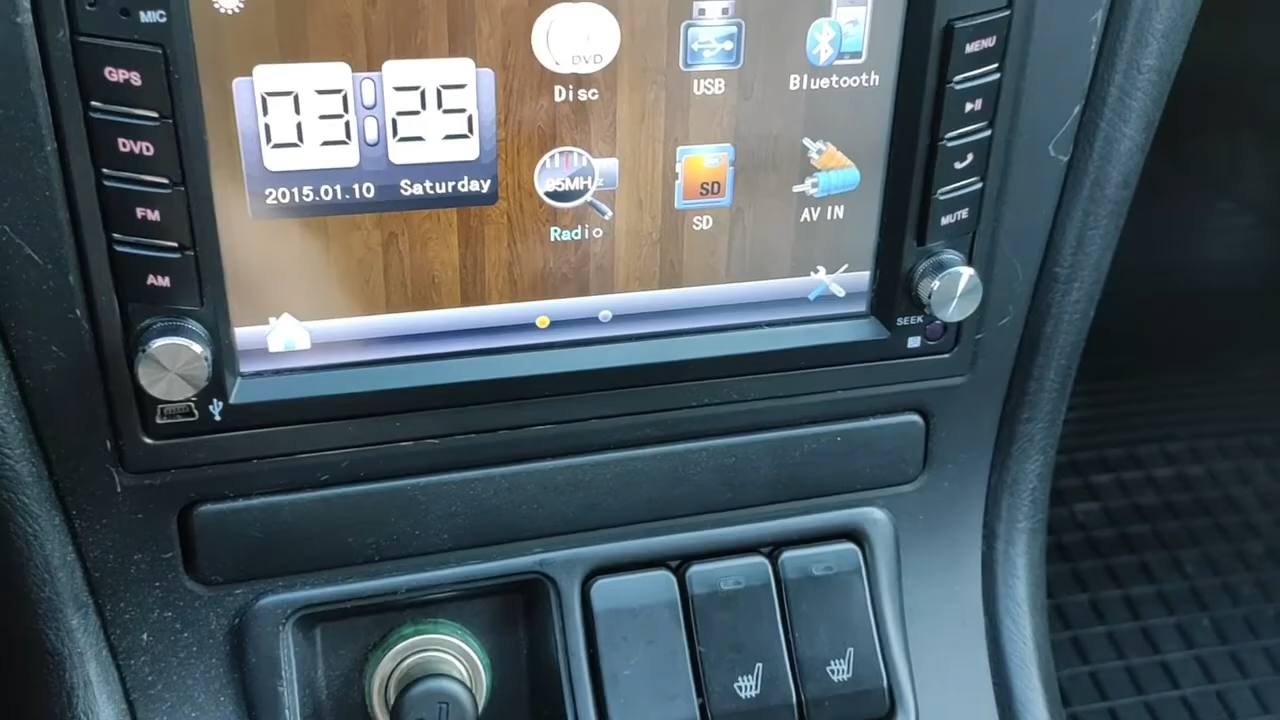 MIC
GPS
DVD
FM
AM
03 25
2015.01.10 Saturday
DVD
Disc
USB
Bluetooth
85MHz
Radio
SD
SD
AV IN
MENU
MUTE
SEEK